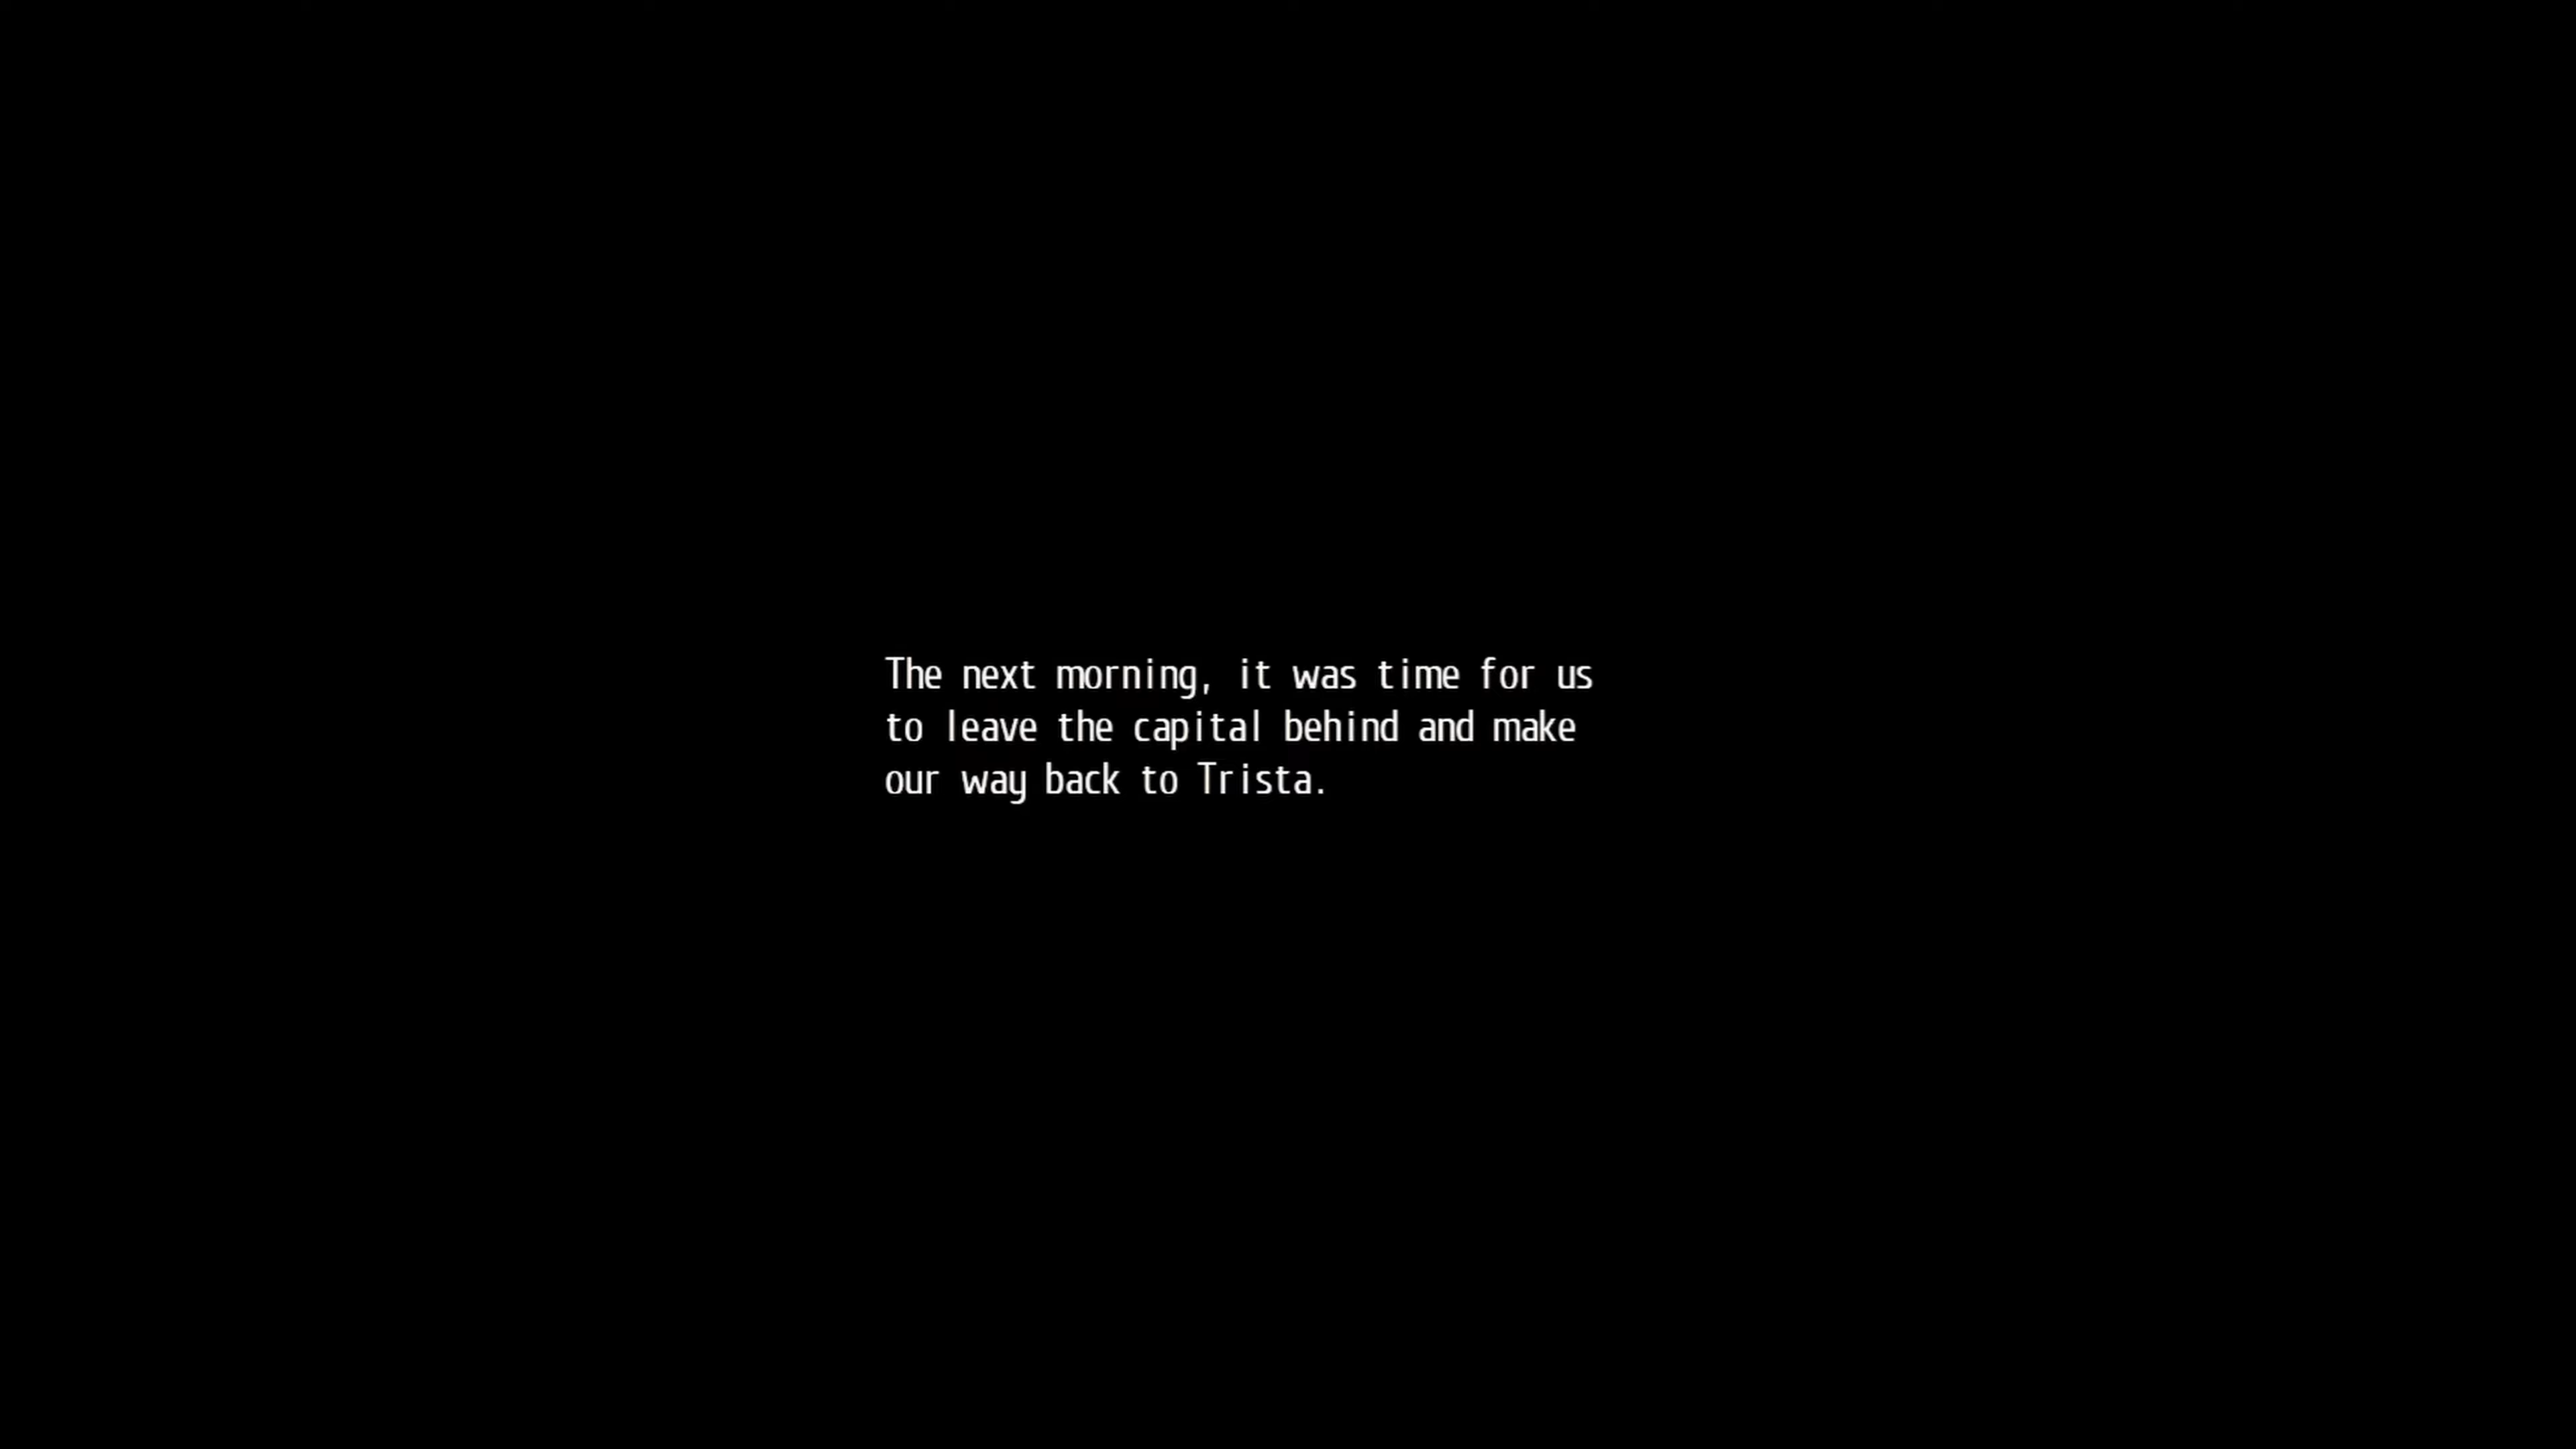 The next morning, it was time for us
to leave the capital behind and make
our way back to Trista.